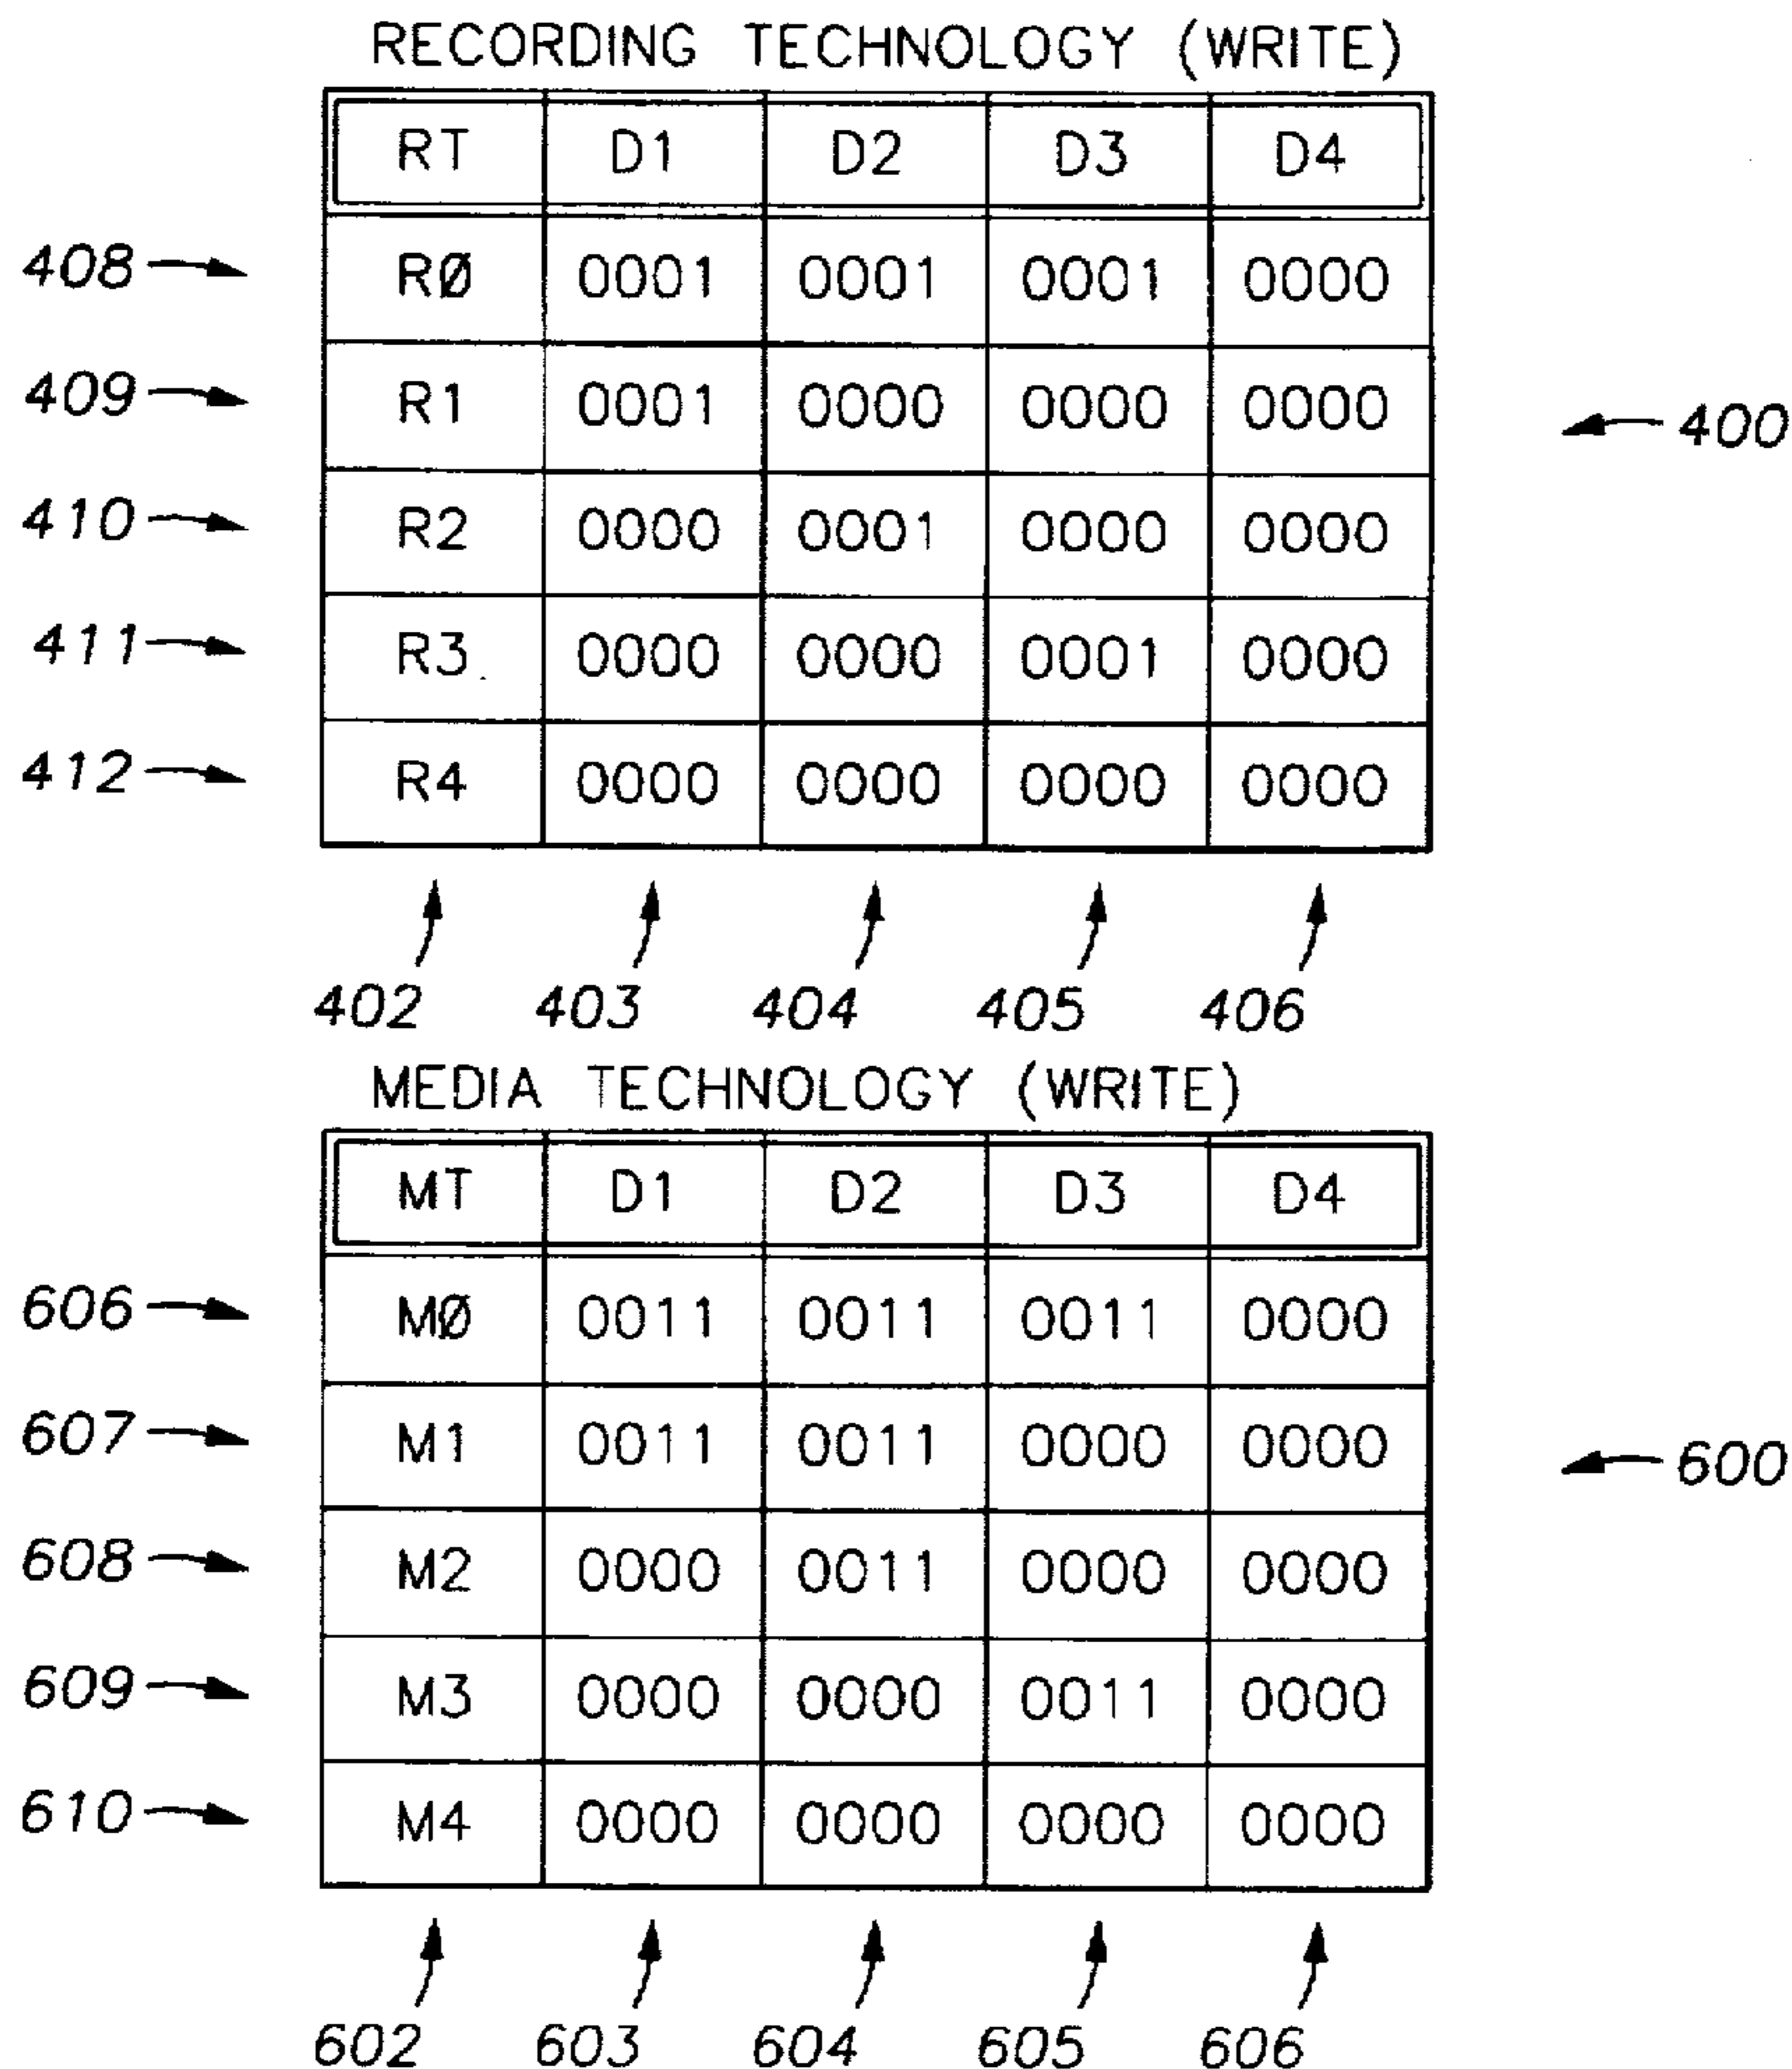 RECORDING TECHNOLOGY (WRITE)
RT D1 D2 D3 D4
408 RØ 0001 0001 0001 0000
409 R1 0001 0000 0000 0000
400
410 R2 0000 0001 0000 0000
411 R3 0000 0000 0001 0000
412 R4 0000 0000 0000 0000
402 403 404 405 406
MEDIA TECHNOLOGY (WRITE)
MT D1 D2 D3 D4
606 MØ 0011 0011 0011 0000
607 M1 0011 0011 0000 0000
600
608 M2 0000 0011 0000 0000
609 M3 0000 0000 0011 0000
610 M4 0000 0000 0000 0000
602 603 604 605 606